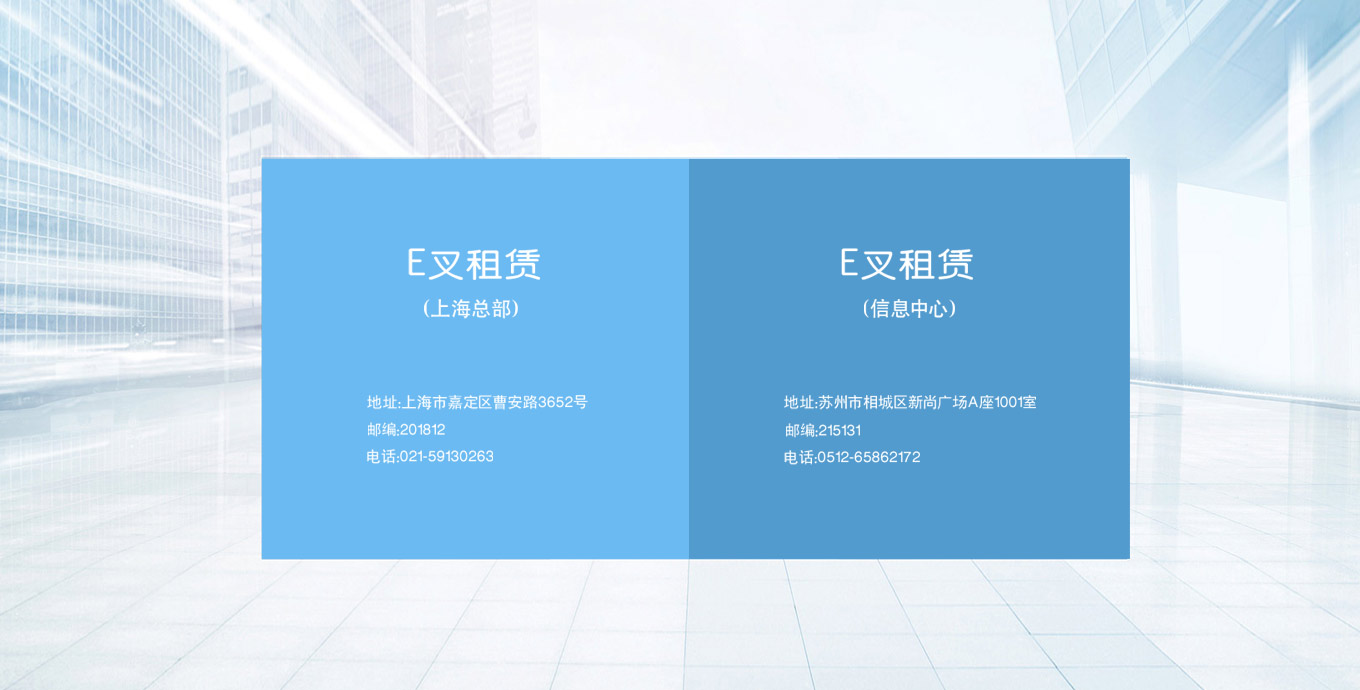 E叉租赁
(上海总部)
地址:上海市嘉定区曹安路3652号
邮编:201812
电话:021-59130263
E叉租赁
(信息中心)
地址:苏州市相城区新尚广场A座1001室
邮编:215131
电话:0512-65862172